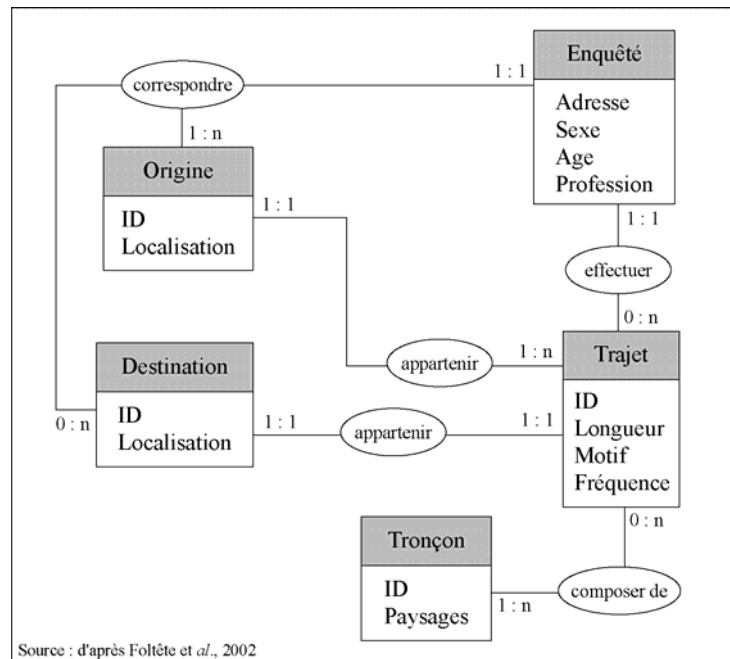 Enquêté
Adresse
Sexe
Age
Profession
1 : 1
correspondre
1 : n
1 : 1
Origine
ID
Localisation
1 : 1
effectuer
0 : n
Destination
ID
Localisation
0 : n
appartenir
1 : n
Trajet
ID
Longueur
Motif
Fréquence
1 : 1
appartenir
1 : 1
0 : n
Tronçon
ID
Paysages
1 : n
composer de
Source : d'après Foltête et al., 2002